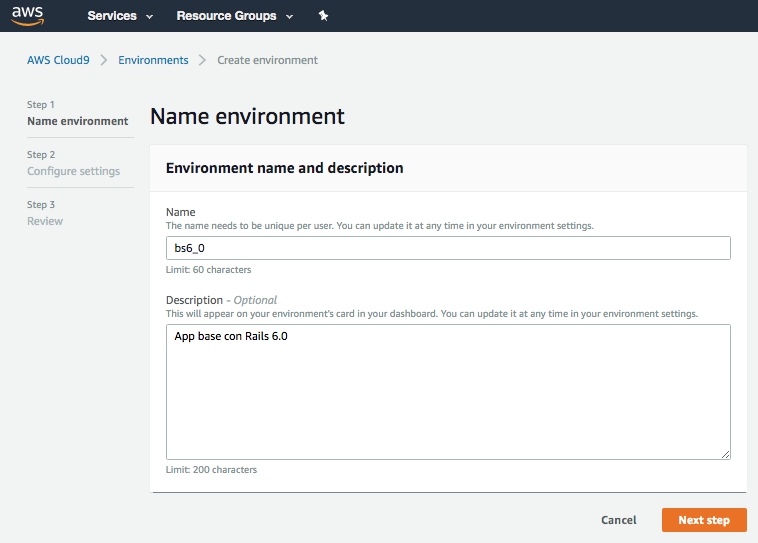 aws Services Resource Groups
AWS Cloud9 > Environments > Create environment
Step 1
Name environment
Step 2
Configure settings
Step 3
Review
Name environment
Environment name and description
Name
The name needs to be unique per user. You can update it at any time in your environment settings.
bs6_0
Limit: 60 characters
Description - Optional
This will appear on your environment's card in your dashboard. You can update it at any time in your environment settings.
App base con Rails 6.0
Limit: 200 characters
Cancel Next step